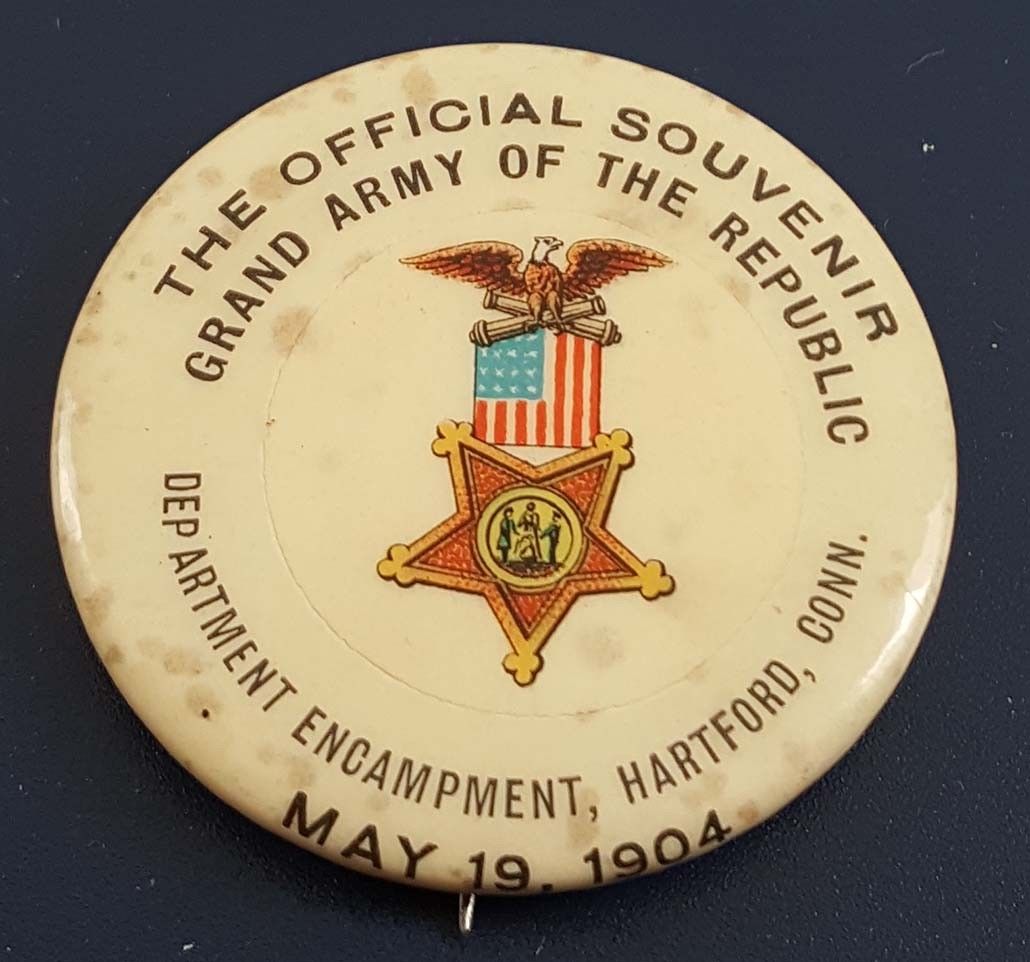 THE OFFICIAL SOUVENIR
GRAND ARMY OF THE REPUBLIC
DEPARTMENT ENCAMPMENT, HARTFORD, CONN.
MAY 19, 1904